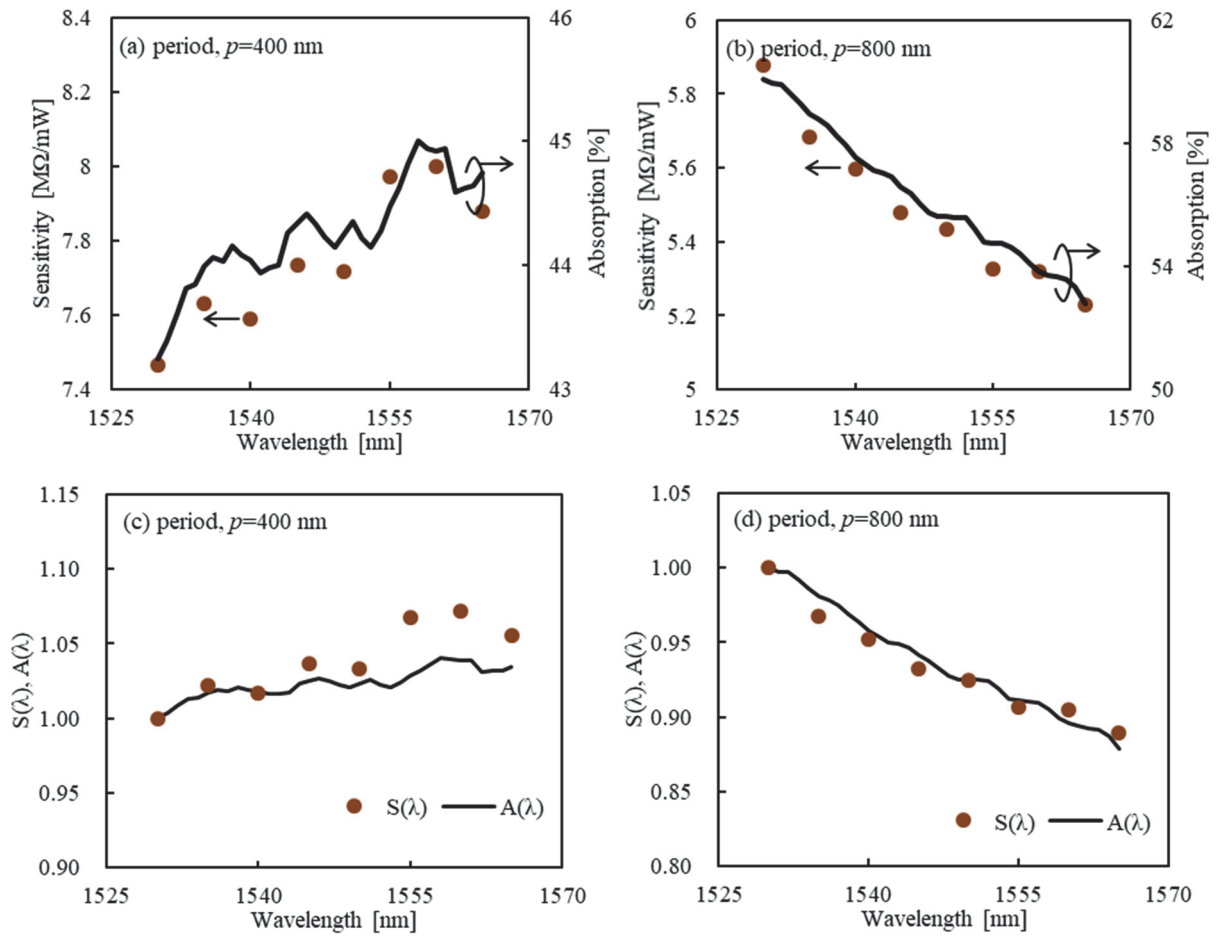 (a) period, p=400 nm
Sensitivity [MΩ/mW]
8.4
8.2
8
7.8
7.6
7.4
Absorption [%]
46
45
44
43
1525
1540
1555
1570
Wavelength [nm]
(b) period, p=800 nm
Sensitivity [MΩ/mW]
6
5.8
5.6
5.4
5.2
5
Absorption [%]
62
58
54
50
1525
1540
1555
1570
Wavelength [nm]
(c) period, p=400 nm
S(λ), A(λ)
1.15
1.10
1.05
1.00
0.95
0.90
S(λ)
A(λ)
1525
1540
1555
1570
Wavelength [nm]
(d) period, p=800 nm
S(λ), A(λ)
1.05
1.00
0.95
0.90
0.85
0.80
S(λ)
A(λ)
1525
1540
1555
1570
Wavelength [nm]